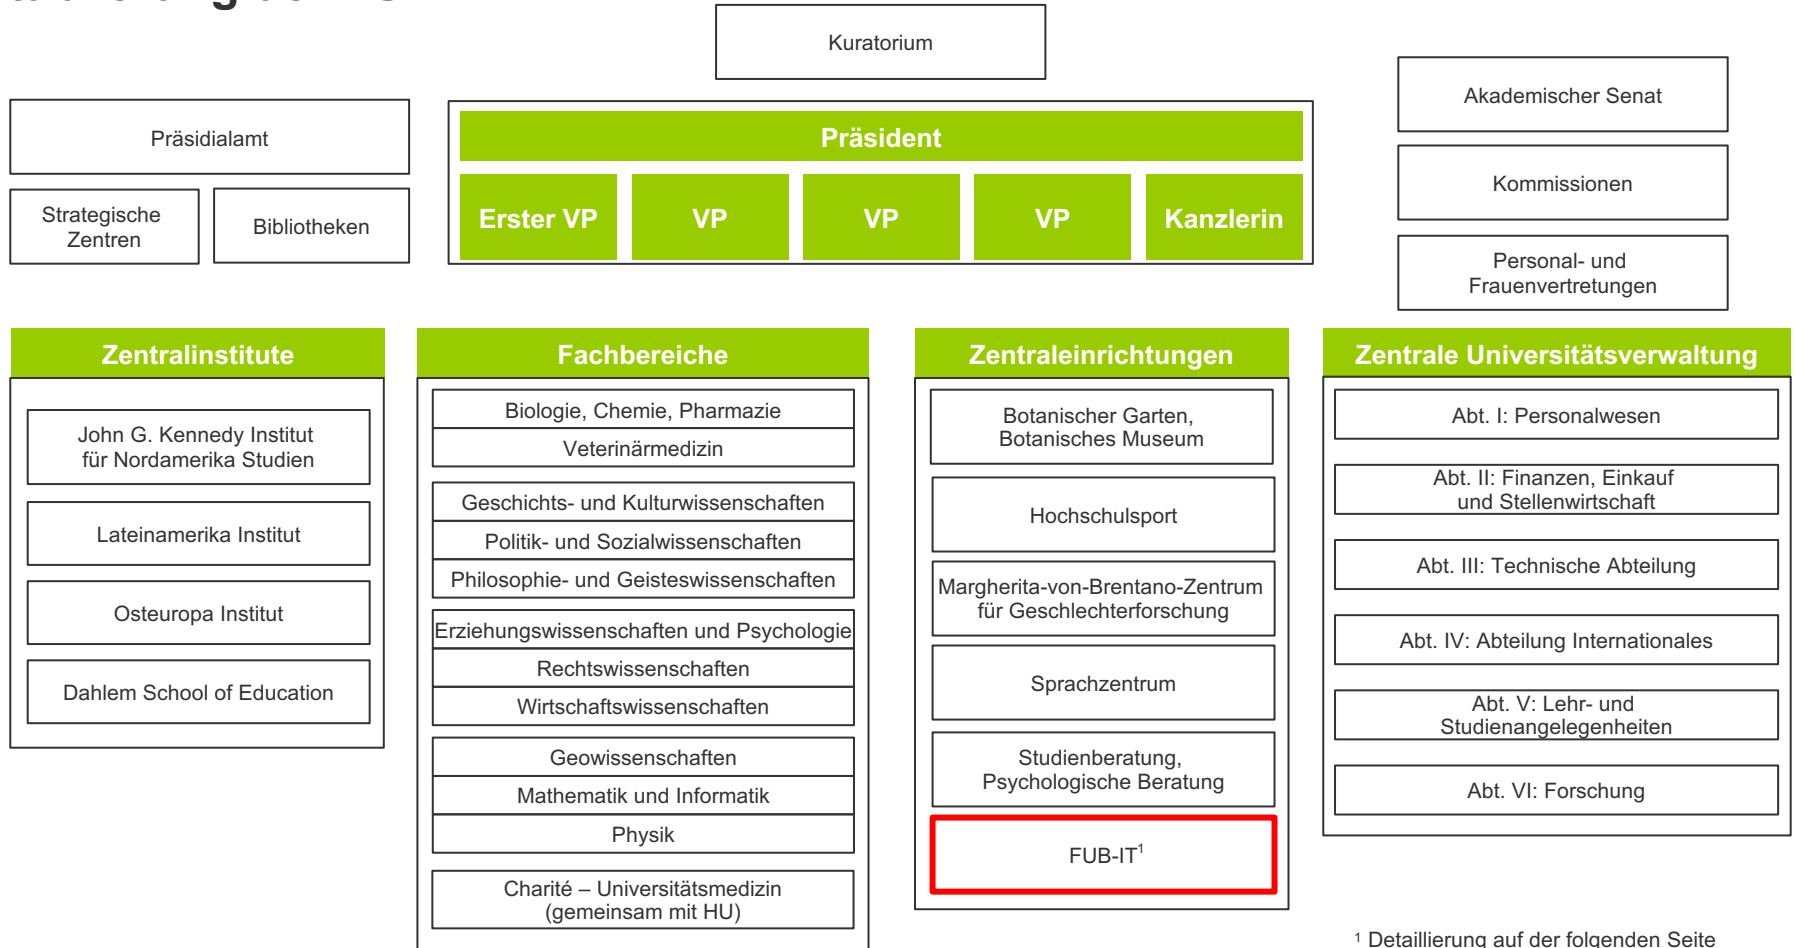 Kuratorium
Akademischer Senat
Präsidialamt
Präsident
Kommissionen
Strategische
Zentren
Bibliotheken
Erster VP
VP
VP
VP
Kanzlerin
Personal- und
Frauenvertretungen
Zentralinstitute
John G. Kennedy Institut
für Nordamerika Studien
Lateinamerika Institut
Osteuropa Institut
Dahlem School of Education
Fachbereiche
Biologie, Chemie, Pharmazie
Veterinärmedizin
Geschichts- und Kulturwissenschaften
Politik- und Sozialwissenschaften
Philosophie- und Geisteswissenschaften
Erziehungswissenschaften und Psychologie
Rechtswissenschaften
Wirtschaftswissenschaften
Geowissenschaften
Mathematik und Informatik
Physik
Charité – Universitätsmedizin
(gemeinsam mit HU)
Zentraleinrichtungen
Botanischer Garten,
Botanisches Museum
Hochschulsport
Margherita-von-Brentano-Zentrum
für Geschlechterforschung
Sprachzentrum
Studienberatung,
Psychologische Beratung
FUB-IT¹
Zentrale Universitätsverwaltung
Abt. I: Personalwesen
Abt. II: Finanzen, Einkauf
und Stellenwirtschaft
Abt. III: Technische Abteilung
Abt. IV: Abteilung Internationales
Abt. V: Lehr- und
Studienangelegenheiten
Abt. VI: Forschung
¹ Detaillierung auf der folgenden Seite